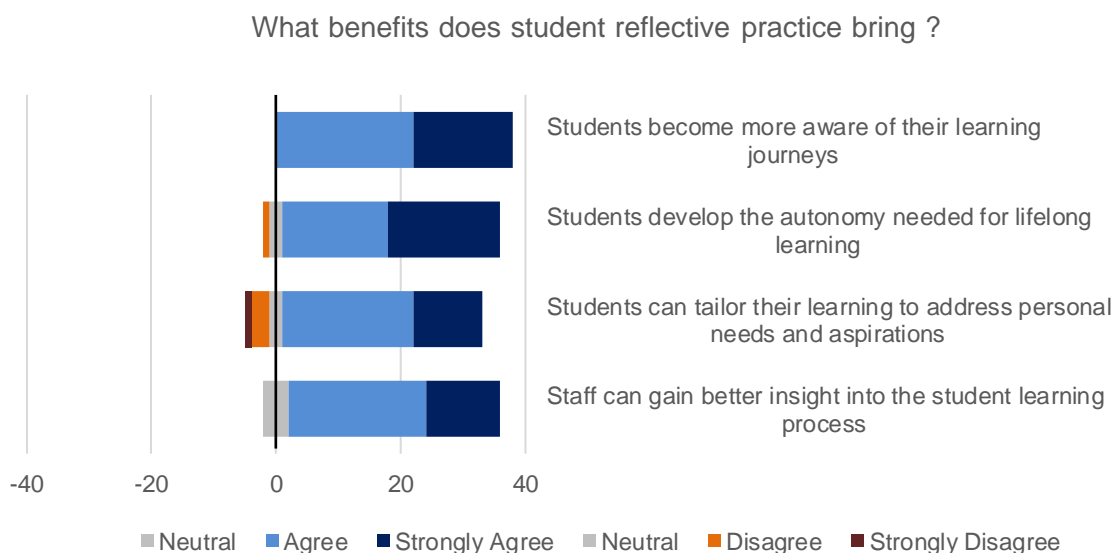 What benefits does student reflective practice bring ?
Students become more aware of their learning
journeys
Students develop the autonomy needed for lifelong
learning
Students can tailor their learning to address personal
needs and aspirations
Staff can gain better insight into the student learning
process
-40 -20 0 20 40
Neutral Agree Strongly Agree Neutral Disagree Strongly Disagree